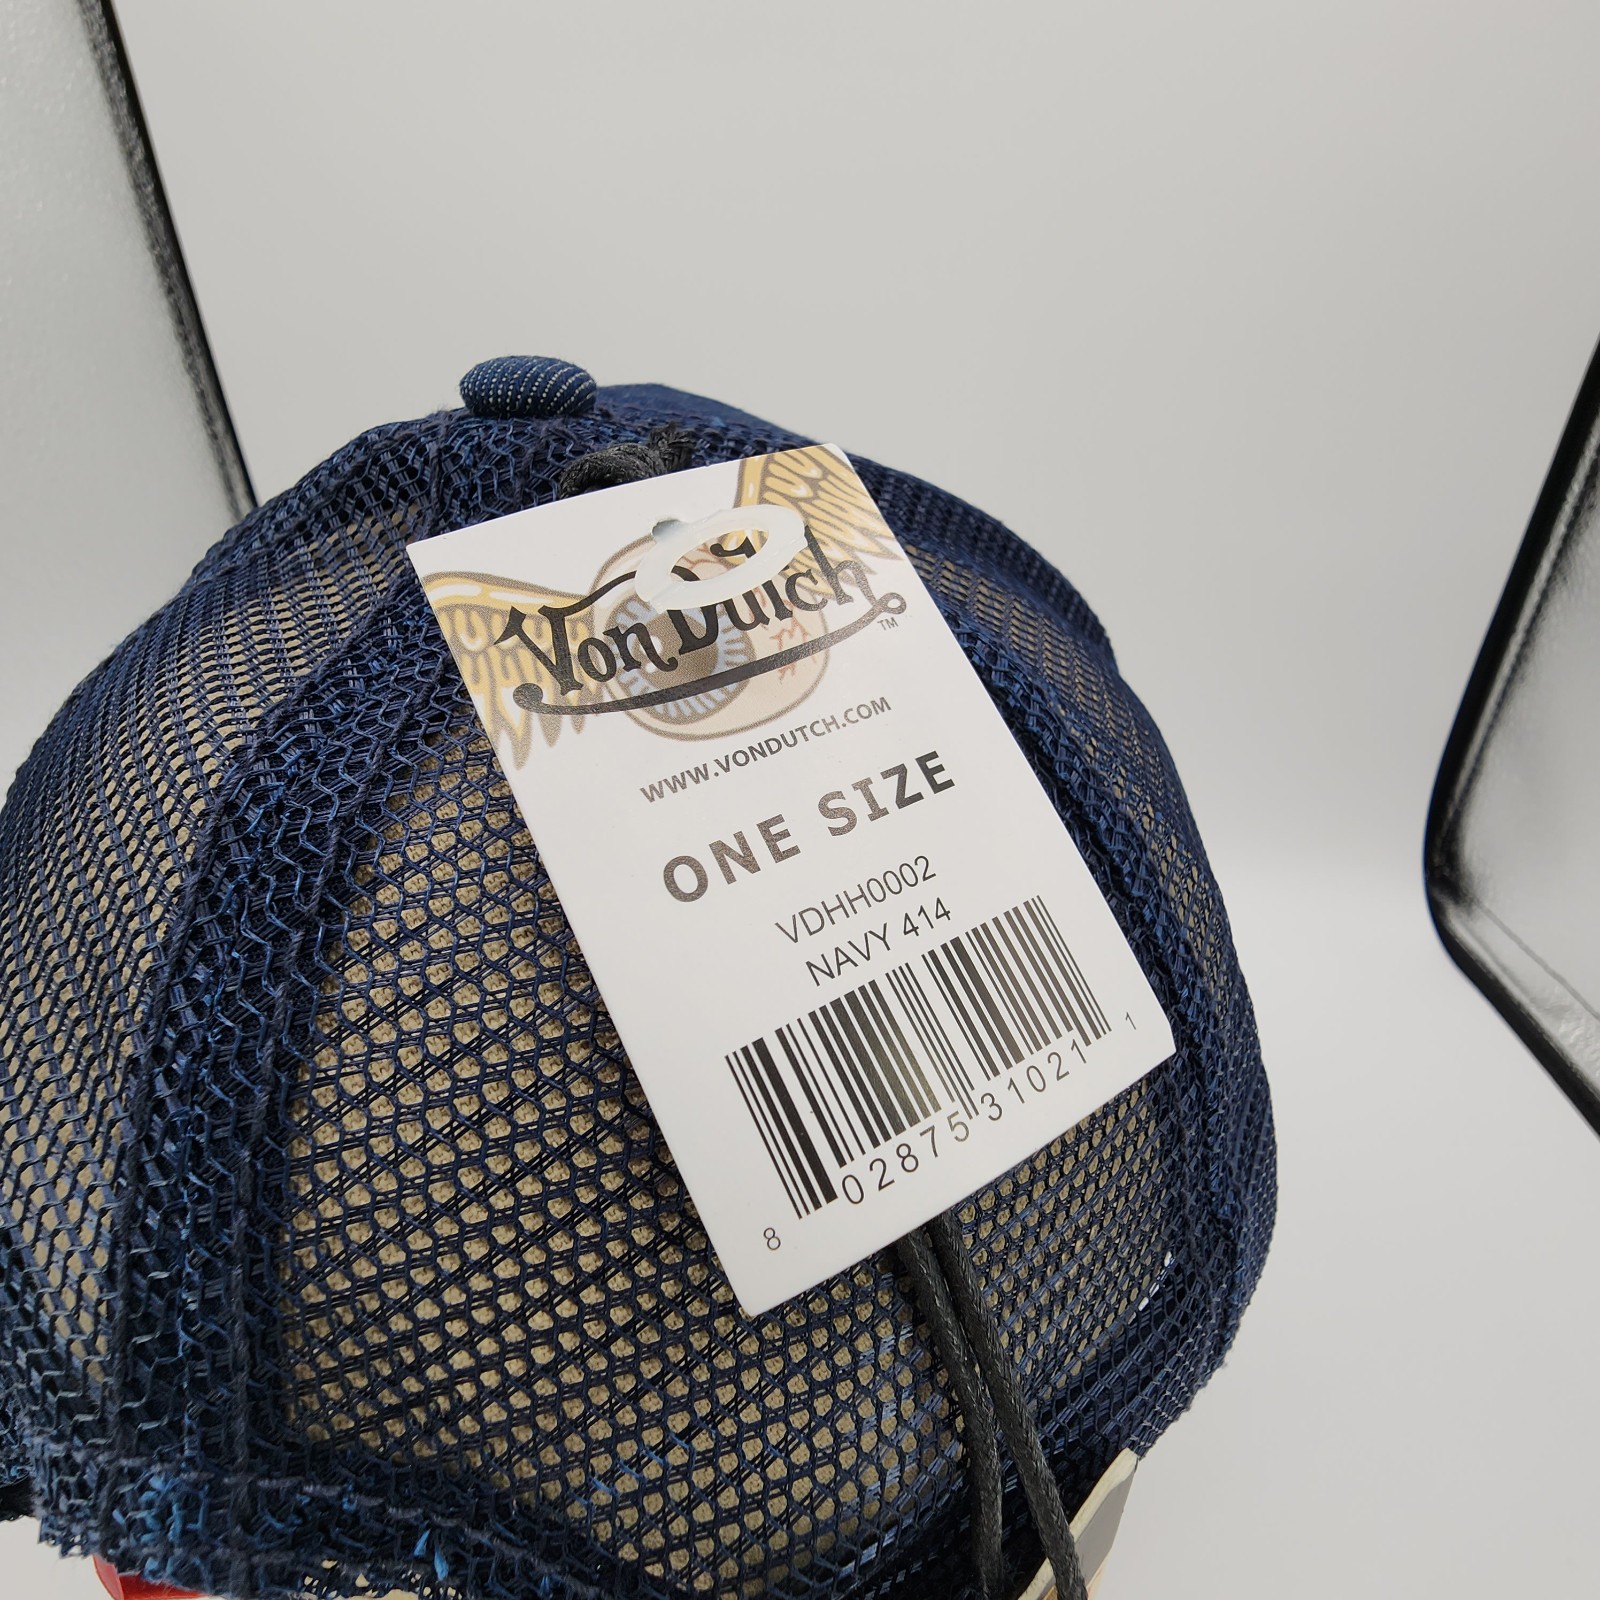 Von Dutch
TM
WWW.VONDUTCH.COM
ONE SIZE
VDHH0002
NAVY 414
8 02875 31021 1